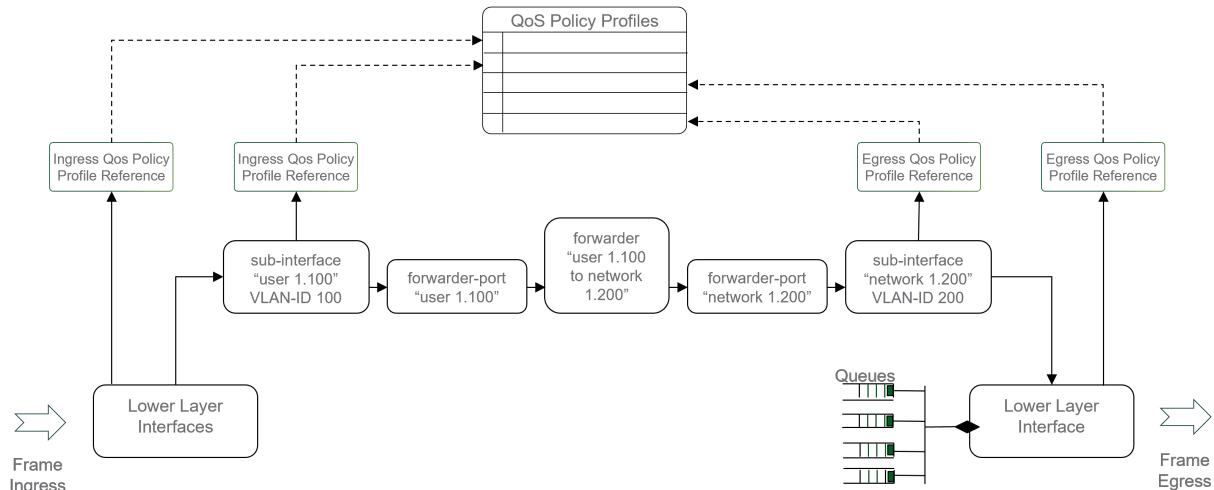 QoS Policy Profiles
Ingress Qos Policy
Profile Reference
Ingress Qos Policy
Profile Reference
Egress Qos Policy
Profile Reference
Egress Qos Policy
Profile Reference
sub-interface
“user 1.100”
VLAN-ID 100
forwarder-port
“user 1.100”
forwarder
“user 1.100
to network
1.200”
forwarder-port
“network 1.200”
sub-interface
“network 1.200”
VLAN-ID 200
Lower Layer
Interfaces
Queues
Lower Layer
Interface
Frame
Ingress
Frame
Egress